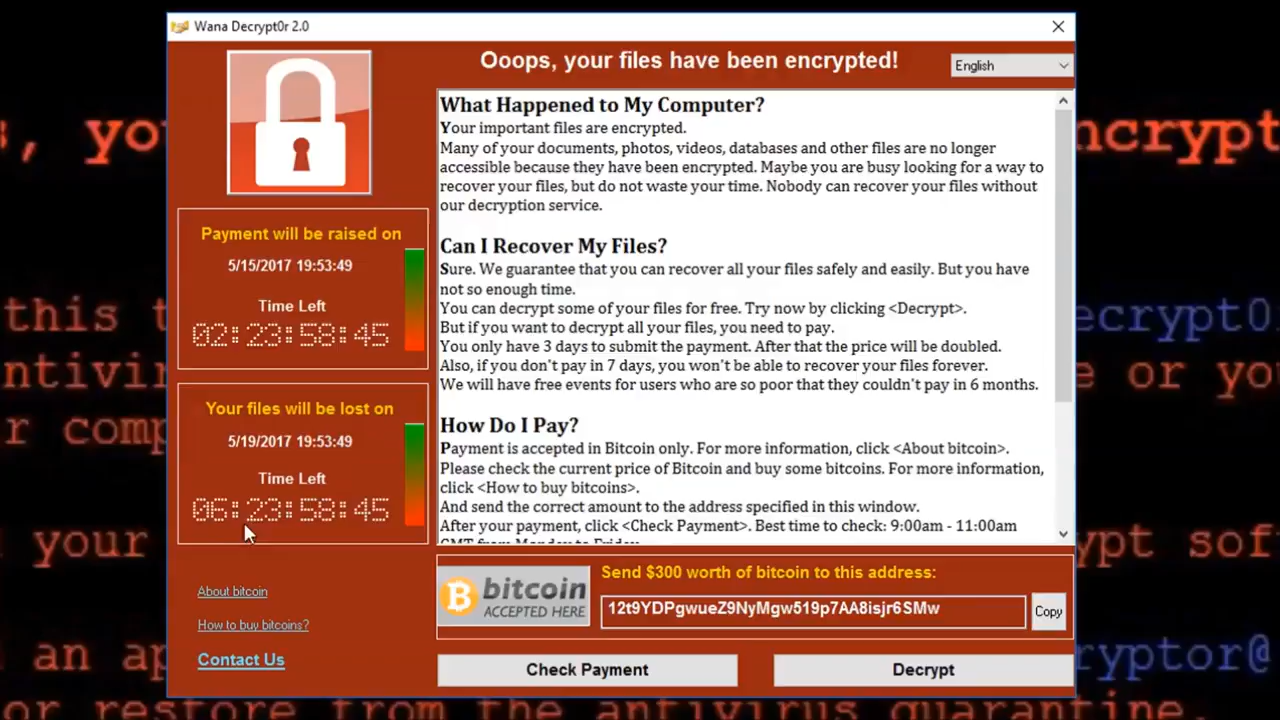 Wana Decrypt0r 2.0
Ooops, your files have been encrypted!
English
What Happened to My Computer?
Your important files are encrypted.
Many of your documents, photos, videos, databases and other files are no longer
accessible because they have been encrypted. Maybe you are busy looking for a way to
recover your files, but do not waste your time. Nobody can recover your files without
our decryption service.
Can I Recover My Files?
Sure. We guarantee that you can recover all your files safely and easily. But you have
not so enough time.
You can decrypt some of your files for free. Try now by clicking <Decrypt>.
But if you want to decrypt all your files, you need to pay.
You only have 3 days to submit the payment. After that the price will be doubled.
Also, if you don't pay in 7 days, you won't be able to recover your files forever.
We will have free events for users who are so poor that they couldn't pay in 6 months.
How Do I Pay?
Payment is accepted in Bitcoin only. For more information, click <About bitcoin>.
Please check the current price of Bitcoin and buy some bitcoins. For more information,
click <How to buy bitcoins>.
And send the correct amount to the address specified in this window.
After your payment, click <Check Payment>. Best time to check: 9:00am - 11:00am
GMT from Monday to Friday
Payment will be raised on
5/15/2017 19:53:49
Time Left
02:23:58:45
Your files will be lost on
5/19/2017 19:53:49
Time Left
06:23:58:45
About bitcoin
How to buy bitcoins?
Contact Us
bitcoin
ACCEPTED HERE
Send $300 worth of bitcoin to this address:
12t9YDPgwueZ9NyMgw519p7AA8isjr6SMw
Copy
Check Payment
Decrypt
s, yo
ncrypt
this t
ecrypt0
ntivir
e or yo
r comp
your
ypt sof
an ap
ryptor@
or restore from the antivirus quarantine.